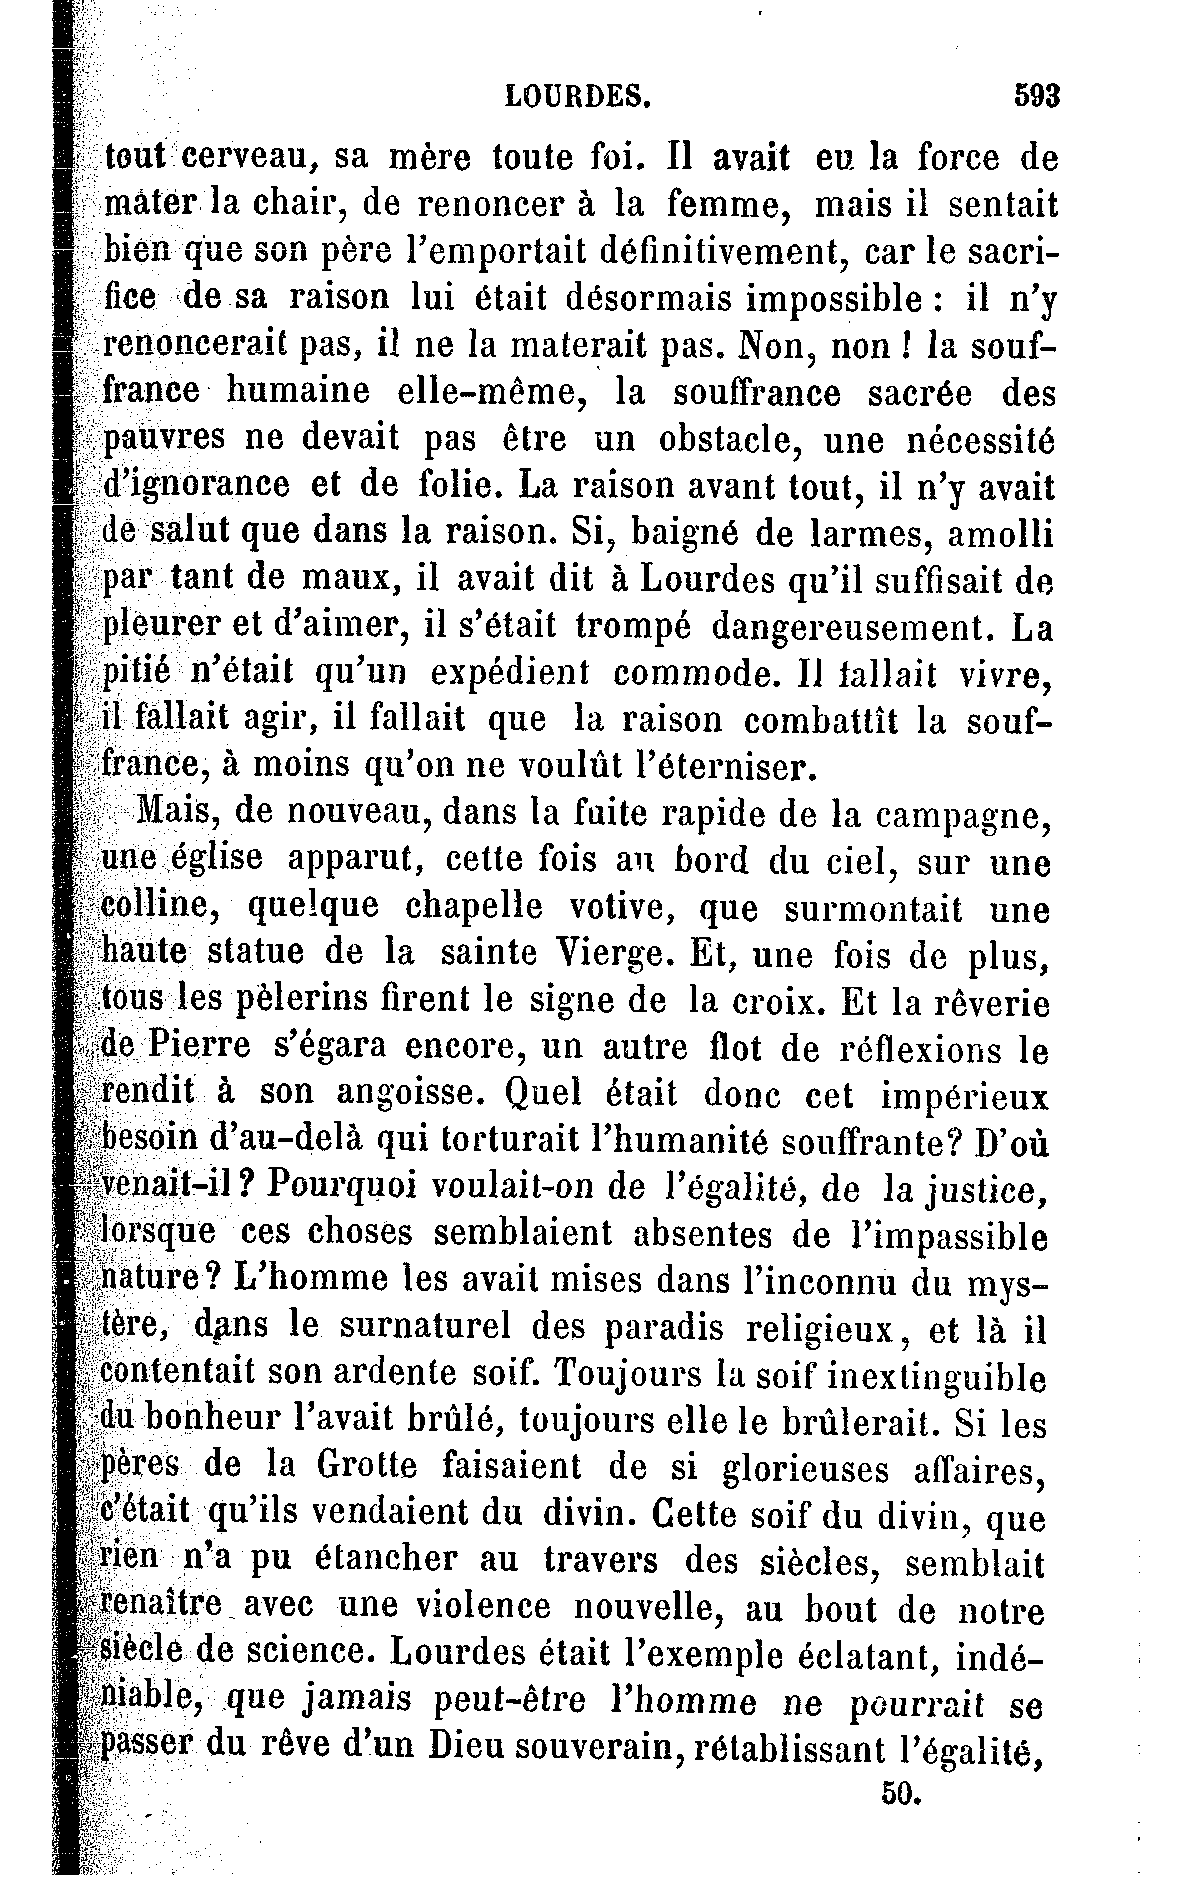 LOURDES. 593
tout cerveau, sa mère toute foi. Il avait eu la force de
mater la chair, de renoncer à la femme, mais il sentait
bien que son père l'emportait définitivement, car le sacri-
fice de sa raison lui était désormais impossible : il n'y
renoncerait pas, il ne la materait pas. Non, non ! la souf-
france humaine elle-même, la souffrance sacrée des
pauvres ne devait pas être un obstacle, une nécessité
d'ignorance et de folie. La raison avant tout, il n'y avait
de salut que dans la raison. Si, baigné de larmes, amolli
par tant de maux, il avait dit à Lourdes qu'il suffisait de
pleurer et d'aimer, il s'était trompé dangereusement. La
pitié n'était qu'un expédient commode. Il fallait vivre,
il fallait agir, il fallait que la raison combattît la souf-
france, à moins qu'on ne voulût l'éterniser.
Mais, de nouveau, dans la fuite rapide de la campagne,
une église apparut, cette fois au bord du ciel, sur une
colline, quelque chapelle votive, que surmontait une
haute statue de la sainte Vierge. Et, une fois de plus,
tous les pèlerins firent le signe de la croix. Et la rêverie
de Pierre s'égara encore, un autre flot de réflexions le
rendit à son angoisse. Quel était donc cet impérieux
besoin d'au-delà qui torturait l'humanité souffrante? D'où
venait-il? Pourquoi voulait-on de l'égalité, de la justice,
lorsque ces choses semblaient absentes de l'impassible
nature? L'homme les avait mises dans l'inconnu du mys-
tère, dans le surnaturel des paradis religieux, et là il
contentait son ardente soif. Toujours la soif inextinguible
du bonheur l'avait brûlé, toujours elle le brûlerait. Si les
pères de la Grotte faisaient de si glorieuses affaires,
c'était qu'ils vendaient du divin. Cette soif du divin, que
rien n'a pu étancher au travers des siècles, semblait
renaître avec une violence nouvelle, au bout de notre
siècle de science. Lourdes était l'exemple éclatant, indé-
niable, que jamais peut-être l'homme ne pourrait se
passer du rêve d'un Dieu souverain, rétablissant l'égalité,
50.